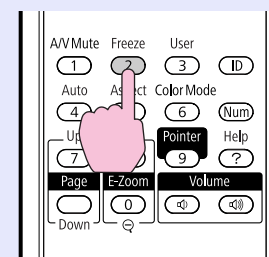 A/V Mute Freeze User
1 2 3 ID
Auto Aspect Color Mode
4 6 Num
Up Pointer Help
7 9 ?
Page E-Zoom Volume
0
Down